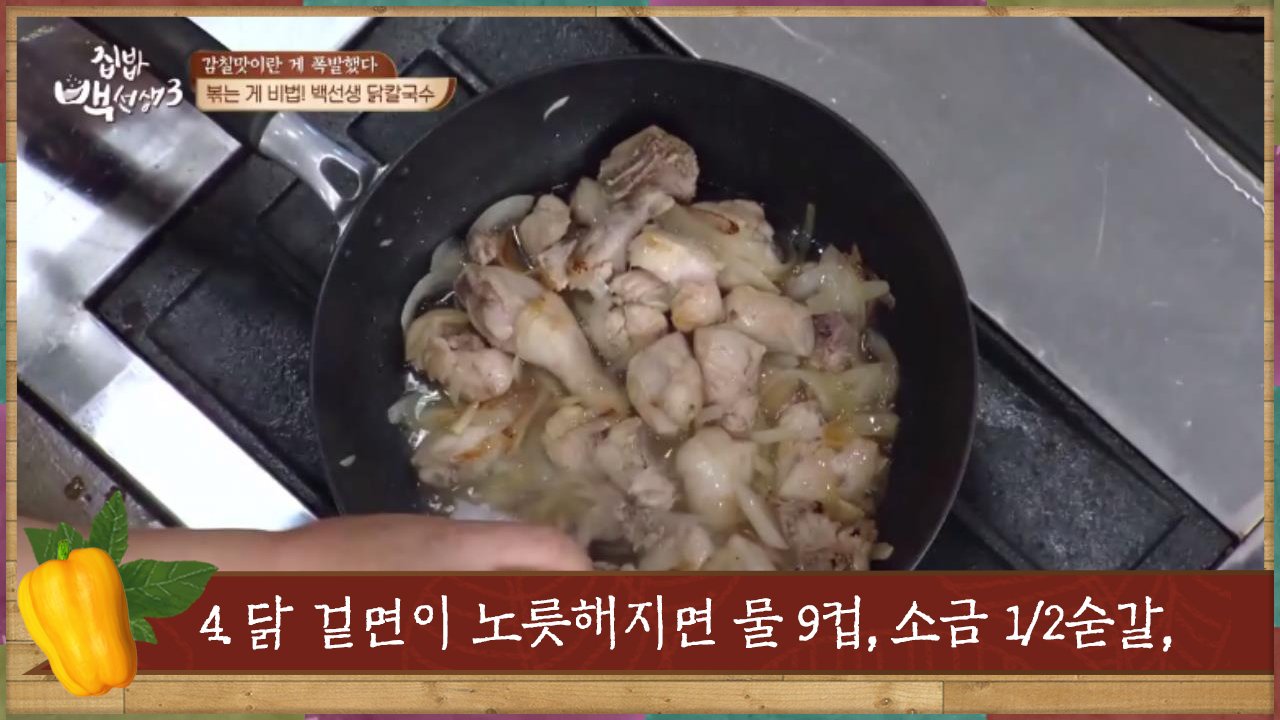 집밥
백선생3
감칠맛이란 게 폭발했다
볶는 게 비법! 백선생 닭칼국수
4. 닭 겉면이 노릇해지면 물 9컵, 소금 1/2숟갈,